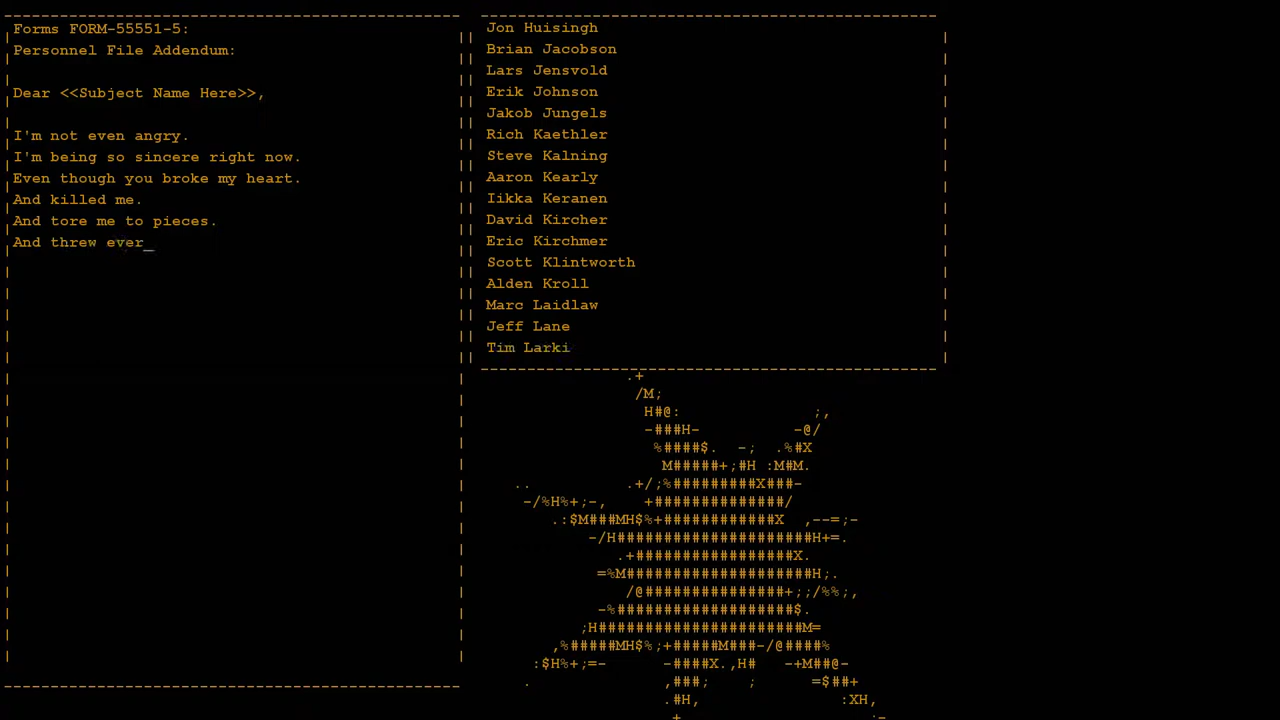 Forms FORM-55551-5:
Personnel File Addendum:
Dear <<Subject Name Here>>,
I'm not even angry.
I'm being so sincere right now.
Even though you broke my heart.
And killed me.
And tore me to pieces.
And threw ever_
Jon Huisingh
Brian Jacobson
Lars Jensvold
Erik Johnson
Jakob Jungels
Rich Kaethler
Steve Kalning
Aaron Kearly
Iikka Keranen
David Kircher
Eric Kirchmer
Scott Klintworth
Alden Kroll
Marc Laidlaw
Jeff Lane
Tim Larki